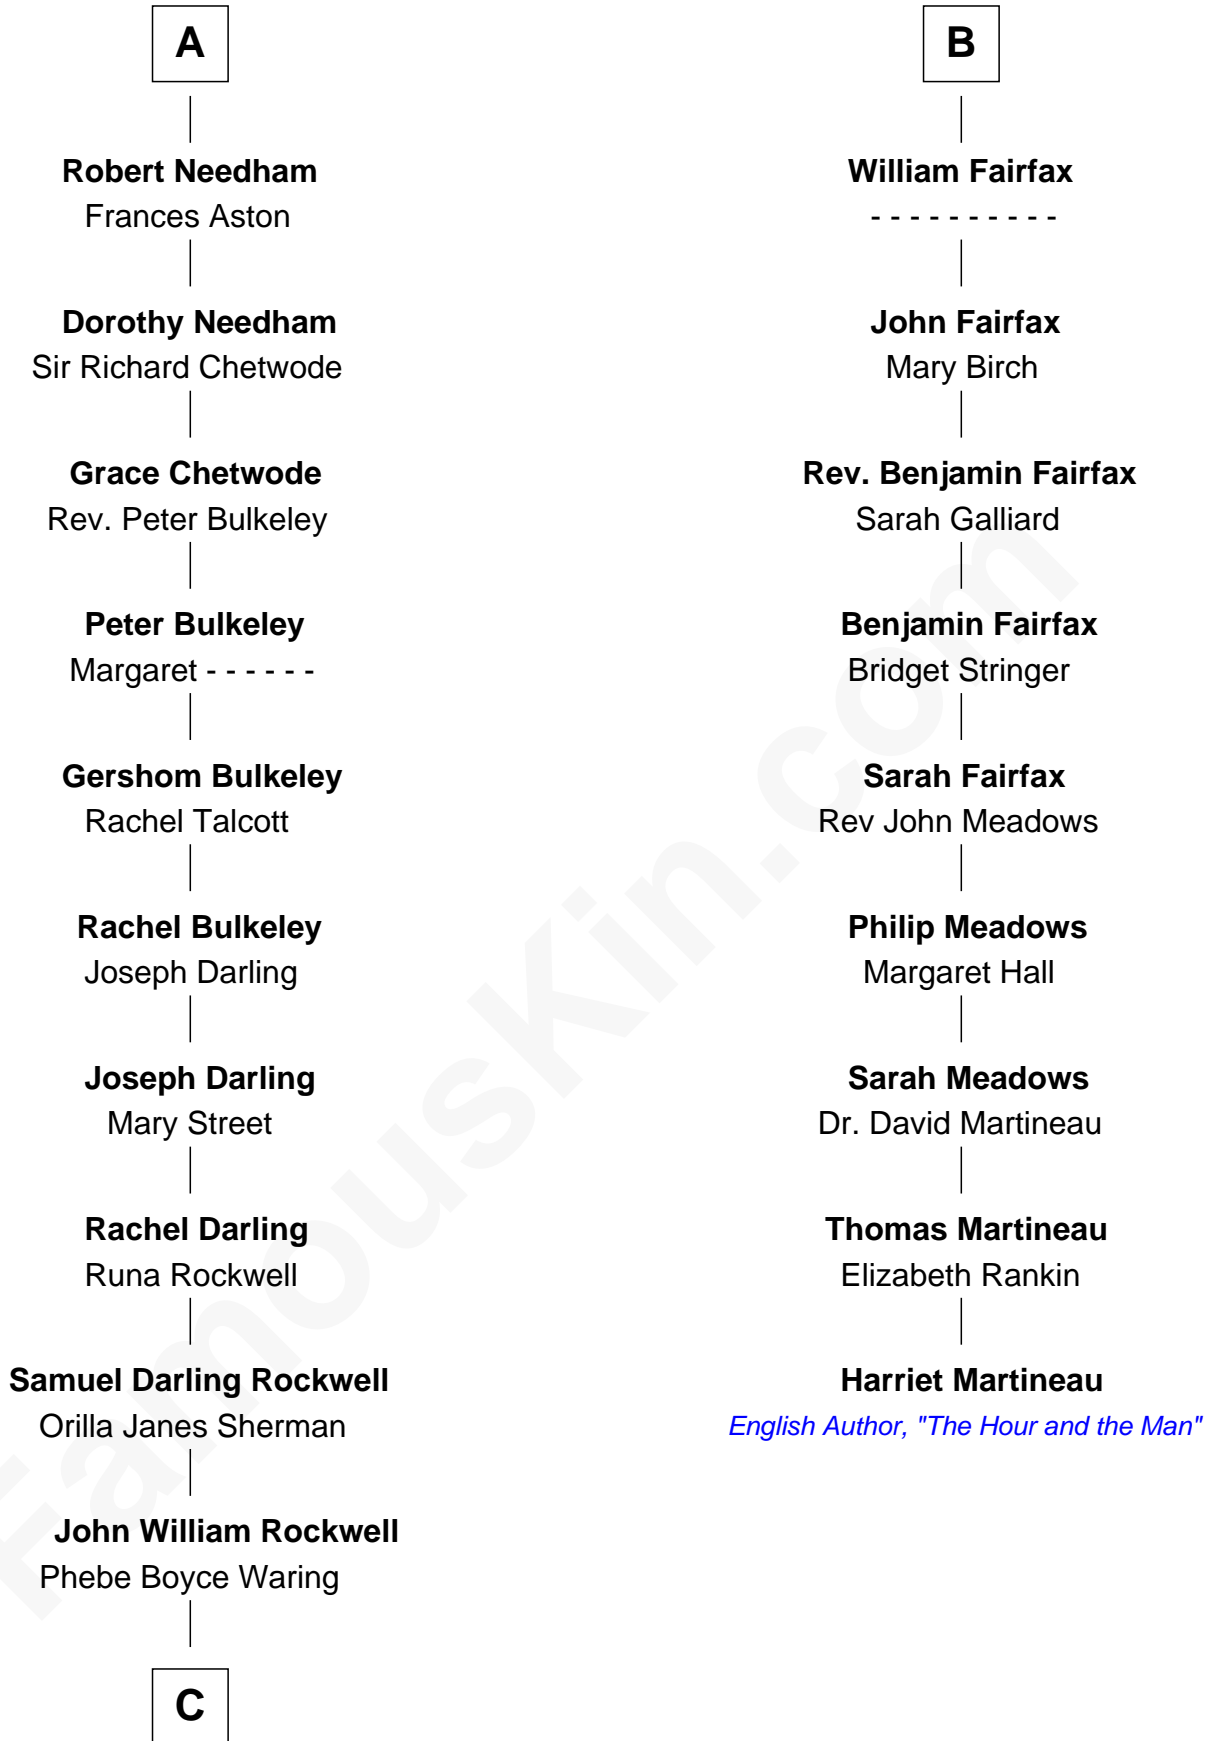 A
Robert Needham
Frances Aston
Dorothy Needham
Sir Richard Chetwode
Grace Chetwode
Rev. Peter Bulkeley
Peter Bulkeley
Margaret - - - - - -
Gershom Bulkeley
Rachel Talcott
Rachel Bulkeley
Joseph Darling
Joseph Darling
Mary Street
Rachel Darling
Runa Rockwell
Samuel Darling Rockwell
Orilla Janes Sherman
John William Rockwell
Phebe Boyce Waring
C
B
William Fairfax
- - - - - - - - - -
John Fairfax
Mary Birch
Rev. Benjamin Fairfax
Sarah Galliard
Benjamin Fairfax
Bridget Stringer
Sarah Fairfax
Rev John Meadows
Philip Meadows
Margaret Hall
Sarah Meadows
Dr. David Martineau
Thomas Martineau
Elizabeth Rankin
Harriet Martineau
English Author, "The Hour and the Man"
FamousKin.com